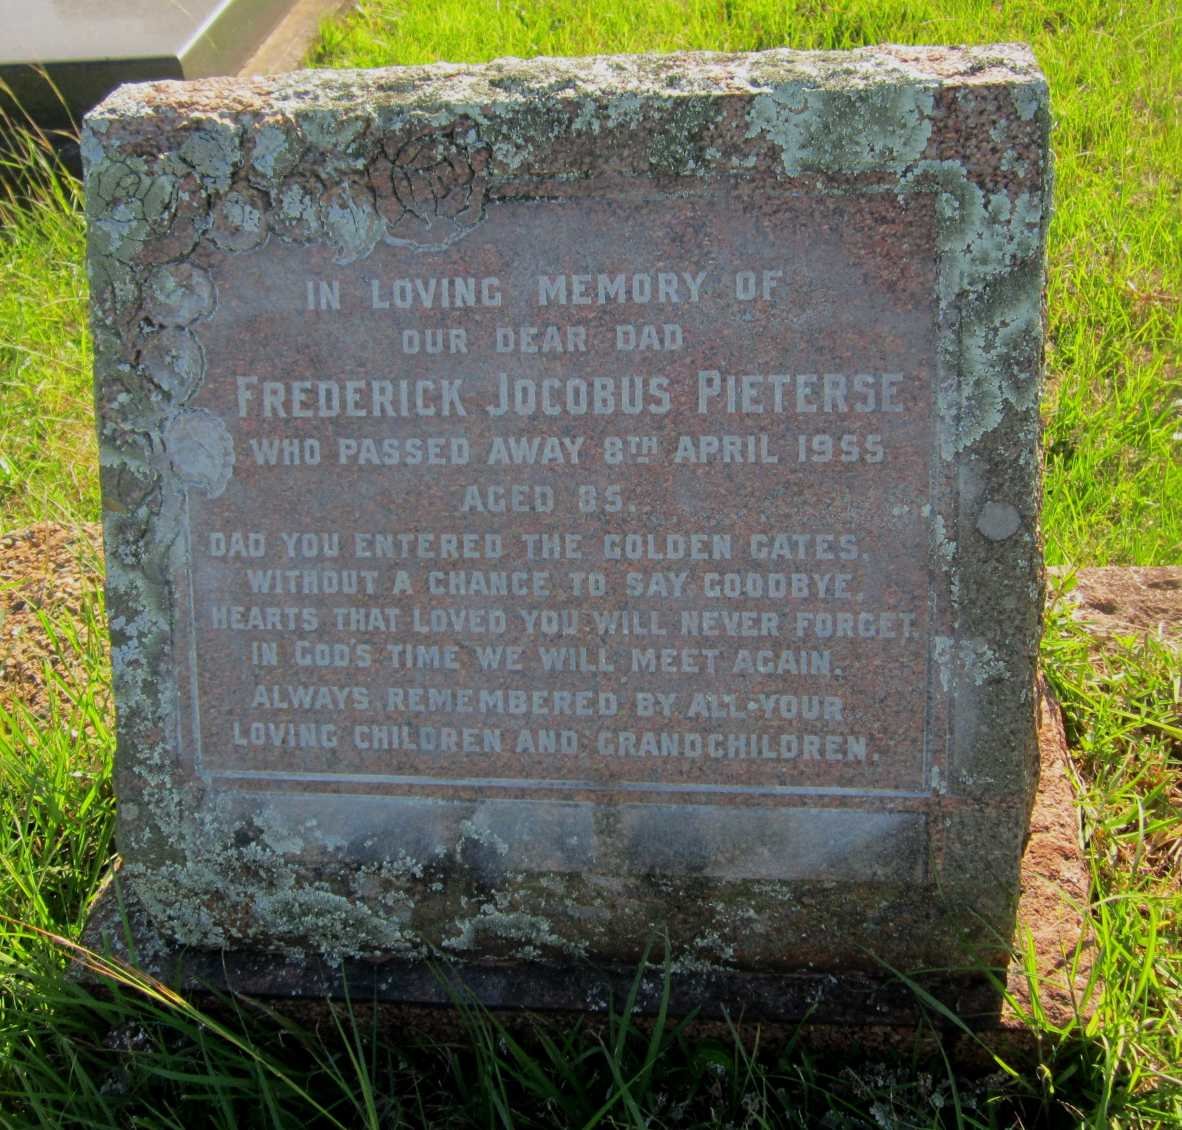 IN LOVING MEMORY OF
OUR DEAR DAD
FREDERICK JOCOBUS PIETERSE
WHO PASSED AWAY 8TH APRIL 1955
AGED 85.
DAD YOU ENTERED THE GOLDEN GATES.
WITHOUT A CHANCE TO SAY GOODBYE.
HEARTS THAT LOVED YOU WILL NEVER FORGET.
IN GOD'S TIME WE WILL MEET AGAIN.
ALWAYS REMEMBERED BY ALL·YOUR
LOVING CHILDREN AND GRANDCHILDREN.